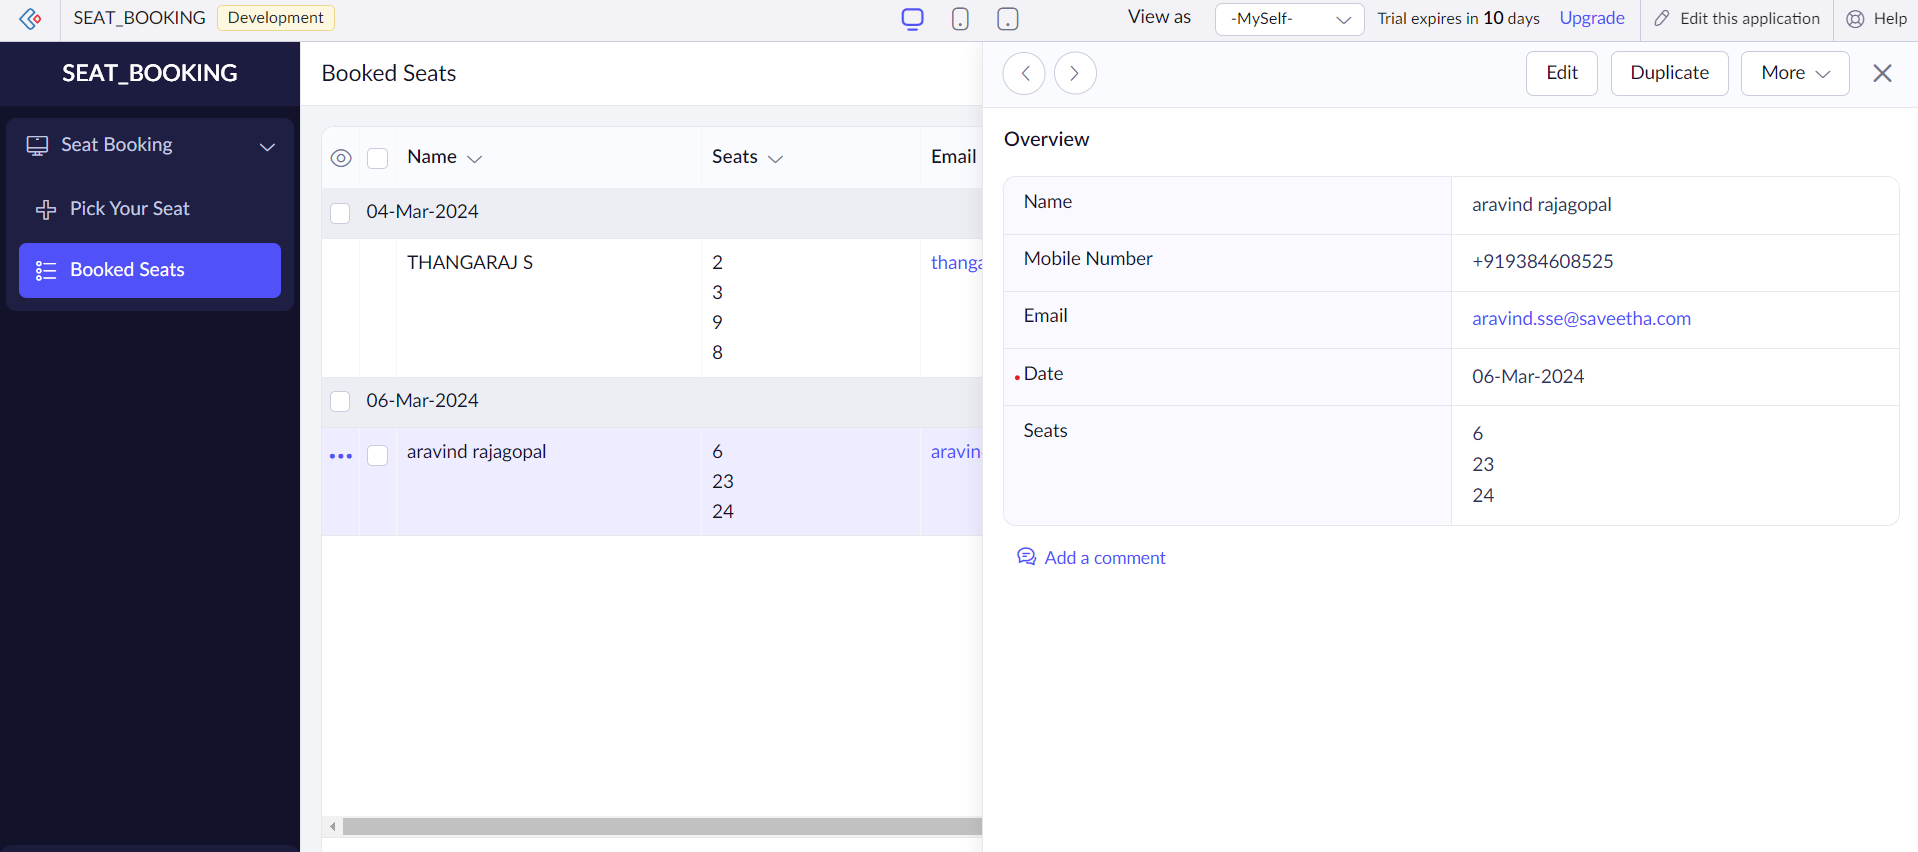 SEAT_BOOKING Development View as -MySelf- Trial expires in 10 days Upgrade Edit this application Help
SEAT_BOOKING
Seat Booking
Pick Your Seat
Booked Seats
Booked Seats
Name Seats Email
04-Mar-2024
THANGARAJ S 2 thanga
3
9
8
06-Mar-2024
aravind rajagopal 6 aravin
23
24
Edit Duplicate More
Overview
Name aravind rajagopal
Mobile Number +919384608525
Email aravind.sse@saveetha.com
Date 06-Mar-2024
Seats 6
23
24
Add a comment